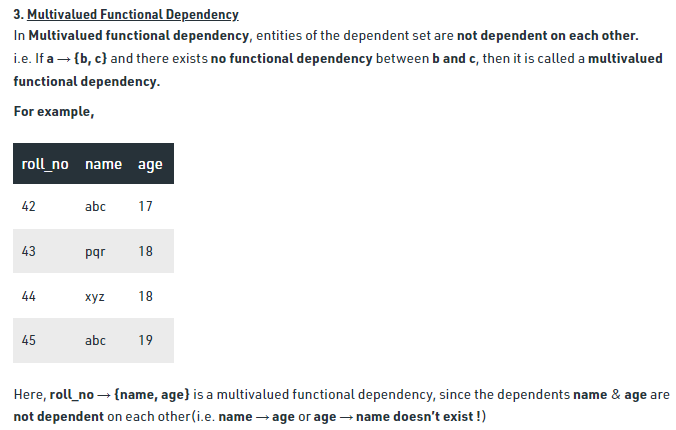 3. Multivalued Functional Dependency
In Multivalued functional dependency, entities of the dependent set are not dependent on each other.
i.e. If a → {b, c} and there exists no functional dependency between b and c, then it is called a multivalued
functional dependency.
For example,
roll_no name age
42 abc 17
43 pqr 18
44 xyz 18
45 abc 19
Here, roll_no → {name, age} is a multivalued functional dependency, since the dependents name & age are
not dependent on each other(i.e. name → age or age → name doesn't exist !)